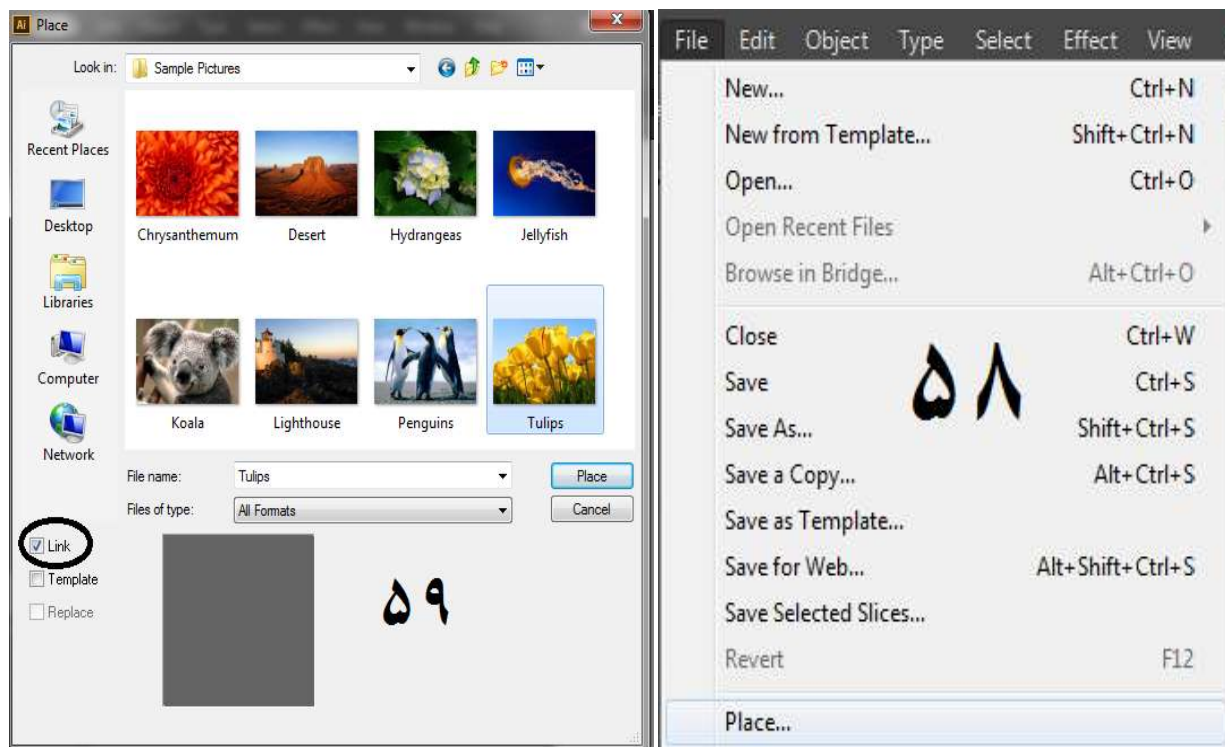 Ai Place
Look in: Sample Pictures
Recent Places
Desktop
Libraries
Computer
Network
Chrysanthemum Desert Hydrangeas Jellyfish
Koala Lighthouse Penguins Tulips
File name: Tulips Place
Files of type: All Formats Cancel
Link
Template
Replace
۵۹
File Edit Object Type Select Effect View
New... Ctrl+N
New from Template... Shift+Ctrl+N
Open... Ctrl+O
Open Recent Files
Browse in Bridge... Alt+Ctrl+O
Close Ctrl+W
Save Ctrl+S
Save As... Shift+Ctrl+S
Save a Copy... Alt+Ctrl+S
Save as Template...
Save for Web... Alt+Shift+Ctrl+S
Save Selected Slices...
Revert F12
Place...
۵۸